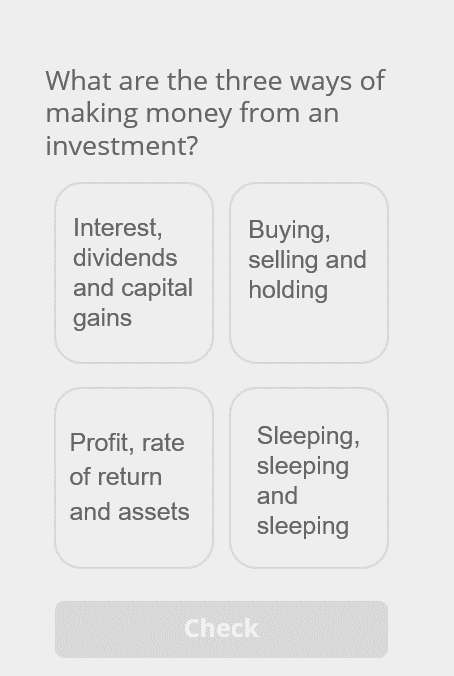 What are the three ways of
making money from an
investment?
Interest,
dividends
and capital
gains
Buying,
selling and
holding
Profit, rate
of return
and assets
Sleeping,
sleeping
and
sleeping
Check